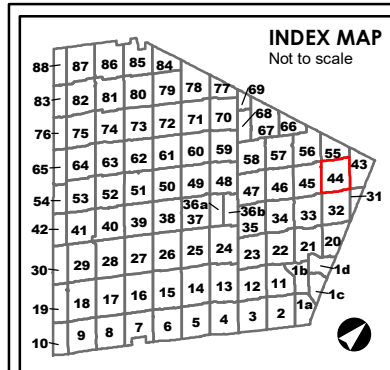 INDEX MAP
Not to scale
88 87 86 85 84
83 82 81 80 79 78 77 69
76 75 74 73 72 71 70 68 67 66
65 64 63 62 61 60 59 58 57 56 55 43
54 53 52 51 50 49 48 47 46 45 44 31
42 41 40 39 38 37 36a 36b 35 34 33 32
30 29 28 27 26 25 24 23 22 21 20
19 18 17 16 15 14 13 12 11 1b 1d
10 9 8 7 6 5 4 3 2 1a 1c